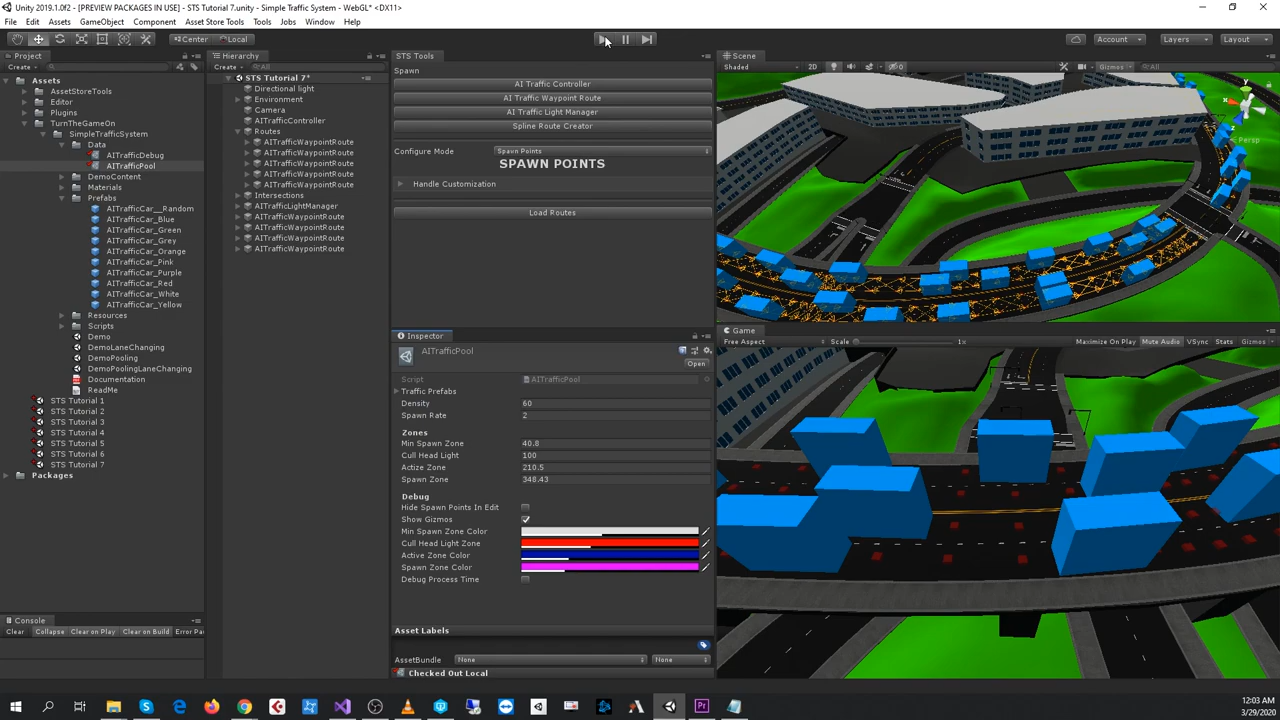 Unity 2019.1.0f2 - [PREVIEW PACKAGES IN USE] - STS Tutorial 7.unity - Simple Traffic System - WebGL* <DX11>
File Edit Assets GameObject Component Asset Store Tools Tools Jobs Window Help
Center Local Account Layers Layout
Project
Create
Assets
AssetStoreTools
Editor
Plugins
TurnTheGameOn
SimpleTrafficSystem
Data
AITrafficDebug
AITrafficPool
DemoContent
Materials
Prefabs
AITrafficCar__Random
AITrafficCar_Blue
AITrafficCar_Green
AITrafficCar_Grey
AITrafficCar_Orange
AITrafficCar_Pink
AITrafficCar_Purple
AITrafficCar_Red
AITrafficCar_White
AITrafficCar_Yellow
Resources
Scripts
Demo
DemoLaneChanging
DemoPooling
DemoPoolingLaneChanging
Documentation
ReadMe
STS Tutorial 1
STS Tutorial 2
STS Tutorial 3
STS Tutorial 4
STS Tutorial 5
STS Tutorial 6
STS Tutorial 7
Packages
Console
Clear Collapse Clear on Play Clear on Build Error Pa
Hierarchy
Create All
STS Tutorial 7*
Directional light
Environment
Camera
AITrafficController
Routes
AITrafficWaypointRoute
AITrafficWaypointRoute
AITrafficWaypointRoute
AITrafficWaypointRoute
AITrafficWaypointRoute
Intersections
AITrafficLightManager
AITrafficWaypointRoute
AITrafficWaypointRoute
AITrafficWaypointRoute
AITrafficWaypointRoute
STS Tools
Spawn
AI Traffic Controller
AI Traffic Waypoint Route
AI Traffic Light Manager
Spline Route Creator
Configure Mode Spawn Points
SPAWN POINTS
Handle Customization
Load Routes
Inspector
AITrafficPool
Open
Script AITrafficPool
Traffic Prefabs
Density 60
Spawn Rate 2
Zones
Min Spawn Zone 40.8
Cull Head Light 100
Actize Zone 210.5
Spawn Zone 348.43
Debug
Hide Spawn Points In Edit
Show Gizmos
Min Spawn Zone Color
Cull Head Light Zone
Active Zone Color
Spawn Zone Color
Debug Process Time
Asset Labels
AssetBundle None None
Checked Out Local
Scene
Shaded 2D 0 Gizmos All
y
x
Persp
Game
Free Aspect Scale 1x Maximize On Play Mute Audio VSync Stats Gizmos
12:03 AM
3/29/2020